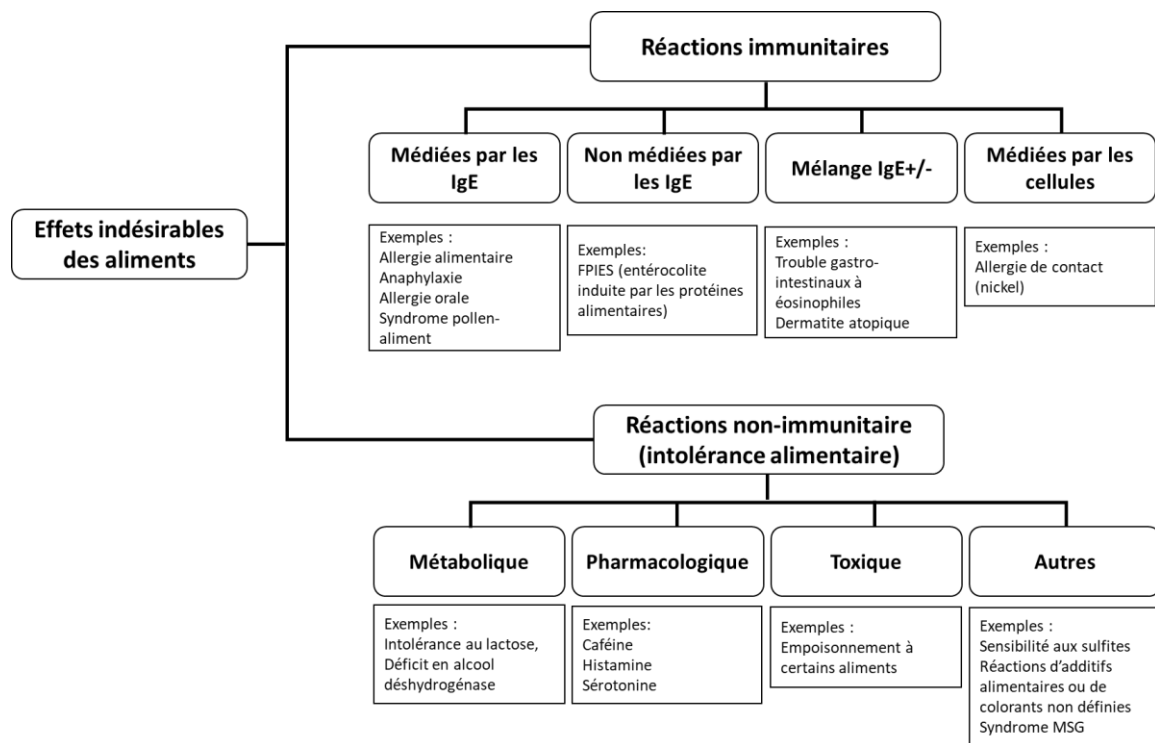 Réactions immunitaires
Médiées par les
IgE
Non médiées par
les IgE
Mélange IgE+/-
Médiées par les
cellules
Effets indésirables
des aliments
Exemples :
Allergie alimentaire
Anaphylaxie
Allergie orale
Syndrome pollen-
aliment
Exemples:
FPIES (entérocolite
induite par les protéines
alimentaires)
Exemples :
Trouble gastro-
intestinaux à
éosinophiles
Dermatite atopique
Exemples :
Allergie de contact
(nickel)
Réactions non-immunitaire
(intolérance alimentaire)
Métabolique
Pharmacologique
Toxique
Autres
Exemples :
Intolérance au lactose,
Déficit en alcool
déshydrogénase
Exemples:
Caféine
Histamine
Sérotonine
Exemples :
Empoisonnement à
certains aliments
Exemples :
Sensibilité aux sulfites
Réactions d’additifs
alimentaires ou de
colorants non définies
Syndrome MSG